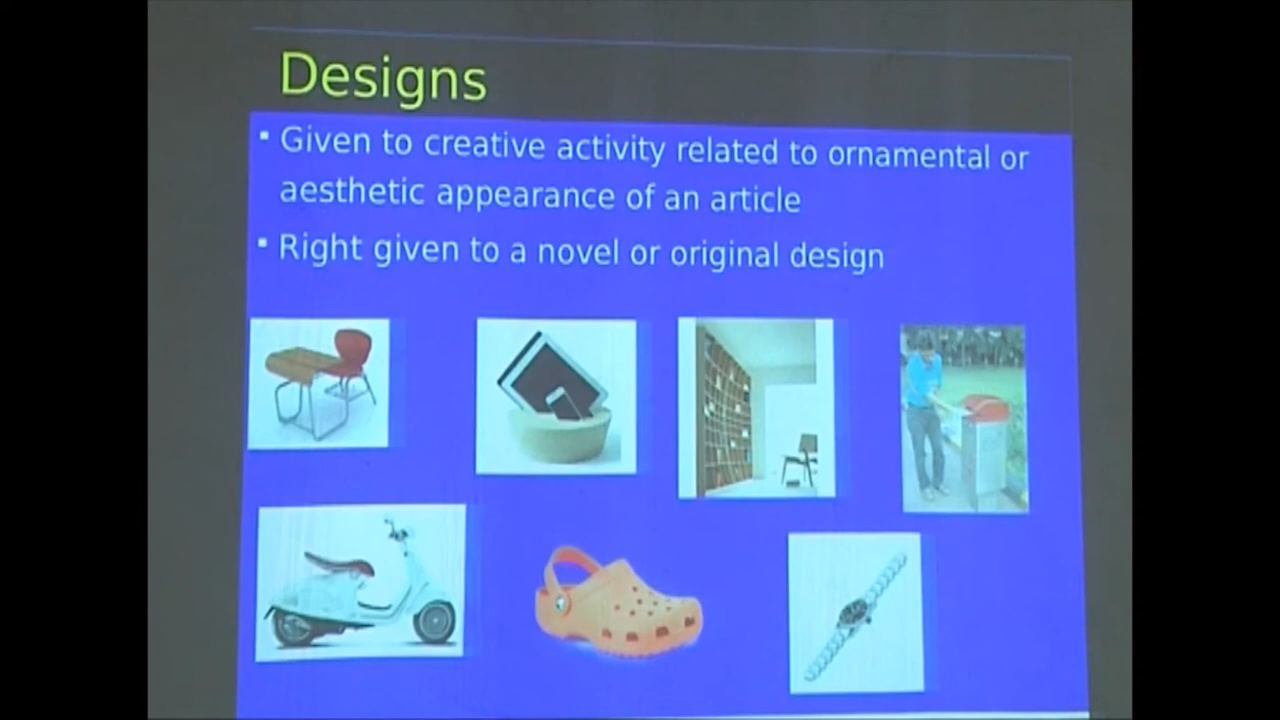 Designs
▪ Given to creative activity related to ornamental or
aesthetic appearance of an article
▪ Right given to a novel or original design